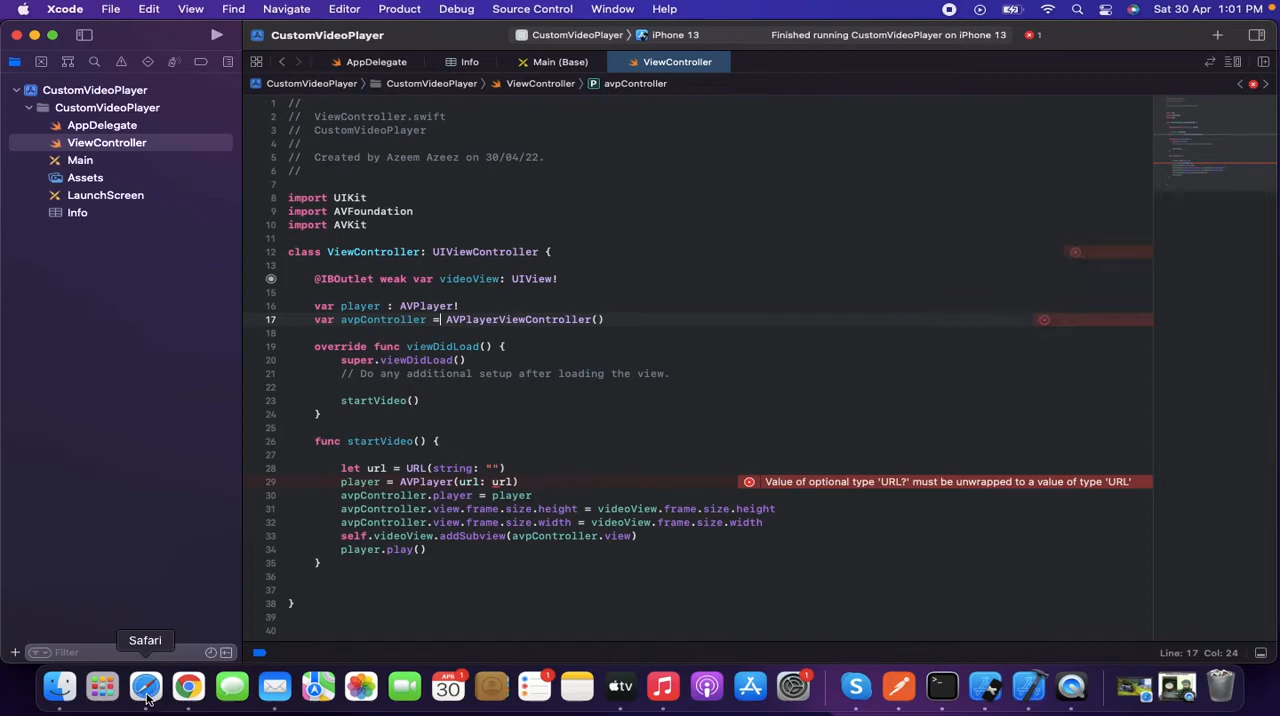 Xcode File Edit View Find Navigate Editor Product Debug Source Control Window Help Sat 30 Apr 1:01 PM
CustomVideoPlayer CustomVideoPlayer iPhone 13 Finished running CustomVideoPlayer on iPhone 13 1
AppDelegate Info Main (Base) ViewController
CustomVideoPlayer CustomVideoPlayer ViewController P avpController
CustomVideoPlayer
CustomVideoPlayer
AppDelegate
ViewController
Main
Assets
LaunchScreen
Info
Filter
1 //
2 // ViewController.swift
3 // CustomVideoPlayer
4 //
5 // Created by Azeem Azeez on 30/04/22.
6 //
7
8 import UIKit
9 import AVFoundation
10 import AVKit
11
12 class ViewController: UIViewController {
13
@IBOutlet weak var videoView: UIView!
15
16 var player : AVPlayer!
17 var avpController = AVPlayerViewController()
18
19 override func viewDidLoad() {
20 super.viewDidLoad()
21 // Do any additional setup after loading the view.
22
23 startVideo()
24 }
25
26 func startVideo() {
27
28 let url = URL(string: "")
29 player = AVPlayer(url: url) Value of optional type 'URL?' must be unwrapped to a value of type 'URL'
30 avpController.player = player
31 avpController.view.frame.size.height = videoView.frame.size.height
32 avpController.view.frame.size.width = videoView.frame.size.width
33 self.videoView.addSubview(avpController.view)
34 player.play()
35 }
36
37
38 }
39
40
Line: 17 Col: 24
Safari
APR
30
1
1
tv
1